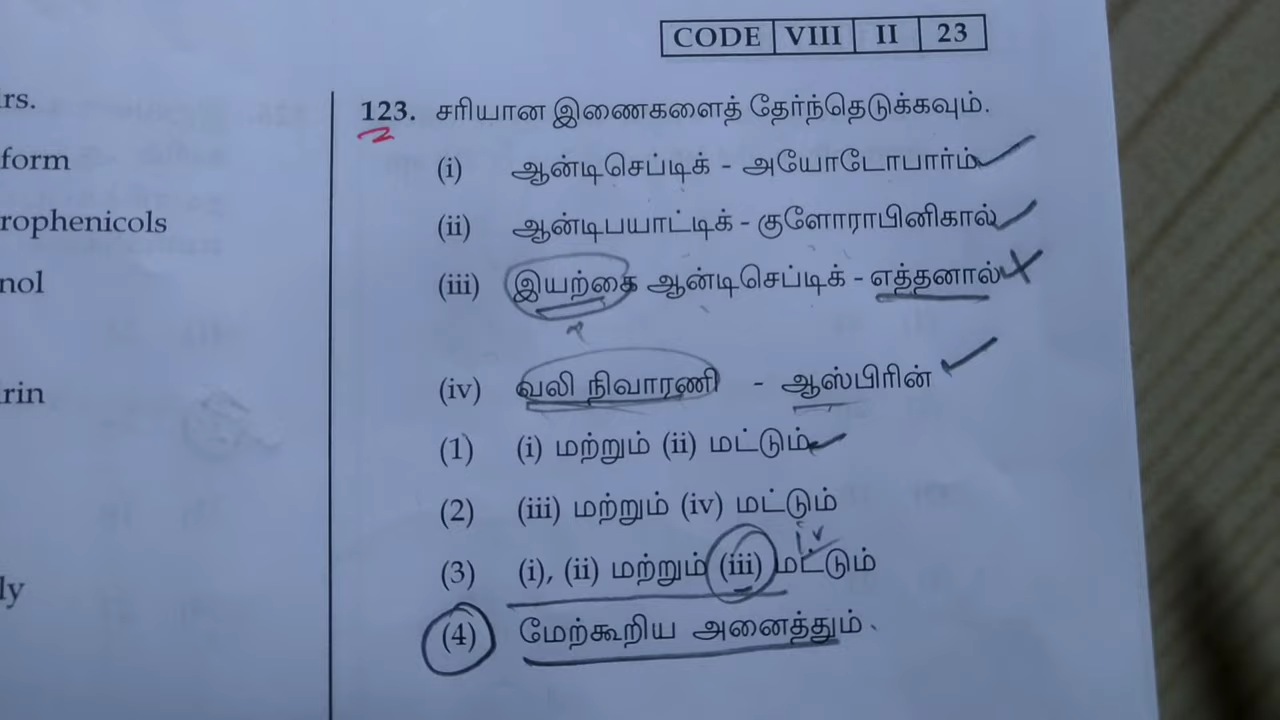 CODE VIII II 23
rs.
form
rophenicols
nol
rin
ly
123. சரியான இணைகளைத் தேர்ந்தெடுக்கவும்.
(i) ஆன்டிசெப்டிக் - அயோடோபார்ம்
(ii) ஆன்டிபயாட்டிக் - குளோராபினிகால்
(iii) இயற்கை ஆன்டிசெப்டிக் - எத்தனால்
(iv) வலி நிவாரணி - ஆஸ்பிரின்
(1) (i) மற்றும் (ii) மட்டும்
(2) (iii) மற்றும் (iv) மட்டும்
iv
(3) (i), (ii) மற்றும் (iii) மட்டும்
(4) மேற்கூறிய அனைத்தும்.